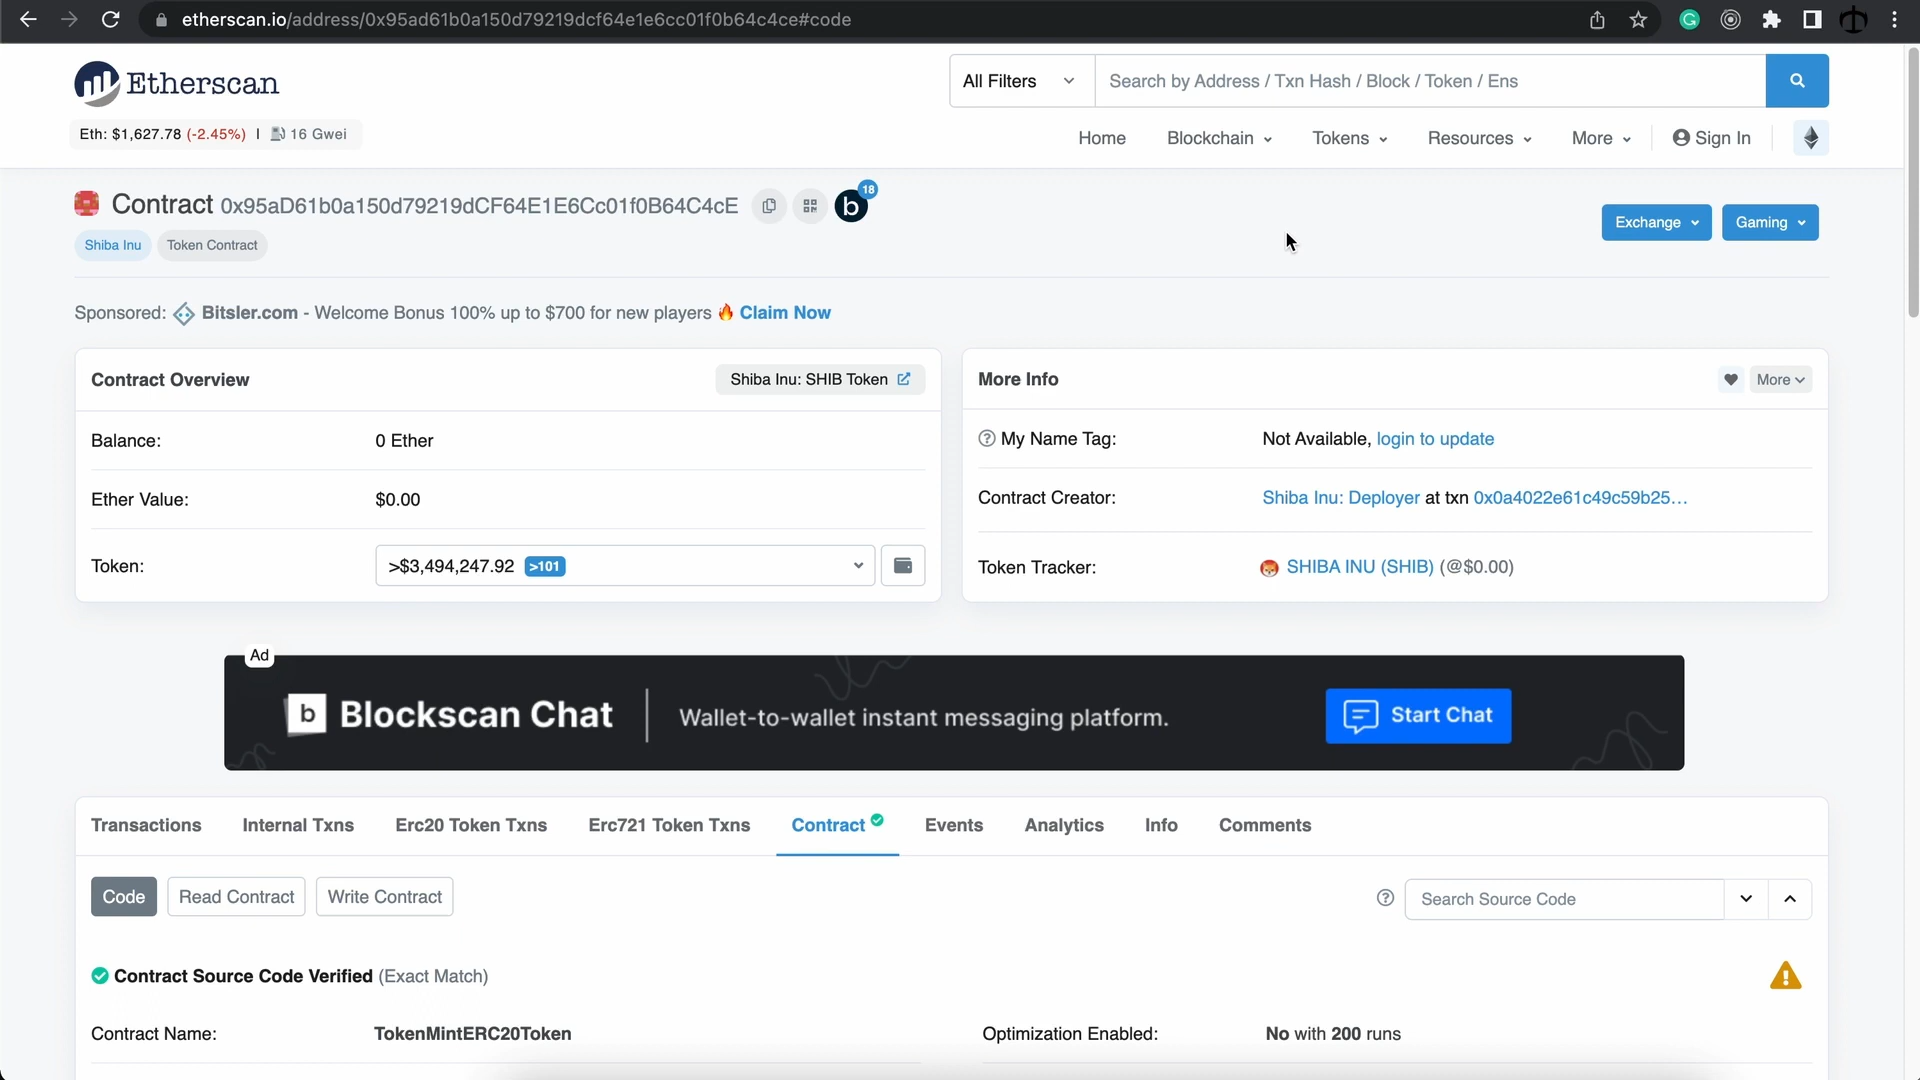 etherscan.io/address/0x95ad61b0a150d79219dcf64e1e6cc01f0b64c4ce#code
Etherscan
All Filters
Search by Address / Txn Hash / Block / Token / Ens
Eth: $1,627.78 (-2.45%) | 16 Gwei
Home Blockchain Tokens Resources More Sign In
Contract 0x95aD61b0a150d79219dCF64E1E6Cc01f0B64C4cE
b 18
Exchange Gaming
Shiba Inu Token Contract
Sponsored: Bitsler.com - Welcome Bonus 100% up to $700 for new players Claim Now
Contract Overview
Shiba Inu: SHIB Token
Balance: 0 Ether
Ether Value: $0.00
Token: >$3,494,247.92 >101
More Info
More
My Name Tag: Not Available, login to update
Contract Creator: Shiba Inu: Deployer at txn 0x0a4022e61c49c59b25...
Token Tracker: SHIBA INU (SHIB) (@$0.00)
Ad
b Blockscan Chat Wallet-to-wallet instant messaging platform. Start Chat
Transactions Internal Txns Erc20 Token Txns Erc721 Token Txns Contract Events Analytics Info Comments
Code Read Contract Write Contract
Search Source Code
Contract Source Code Verified (Exact Match)
Contract Name: TokenMintERC20Token
Optimization Enabled: No with 200 runs